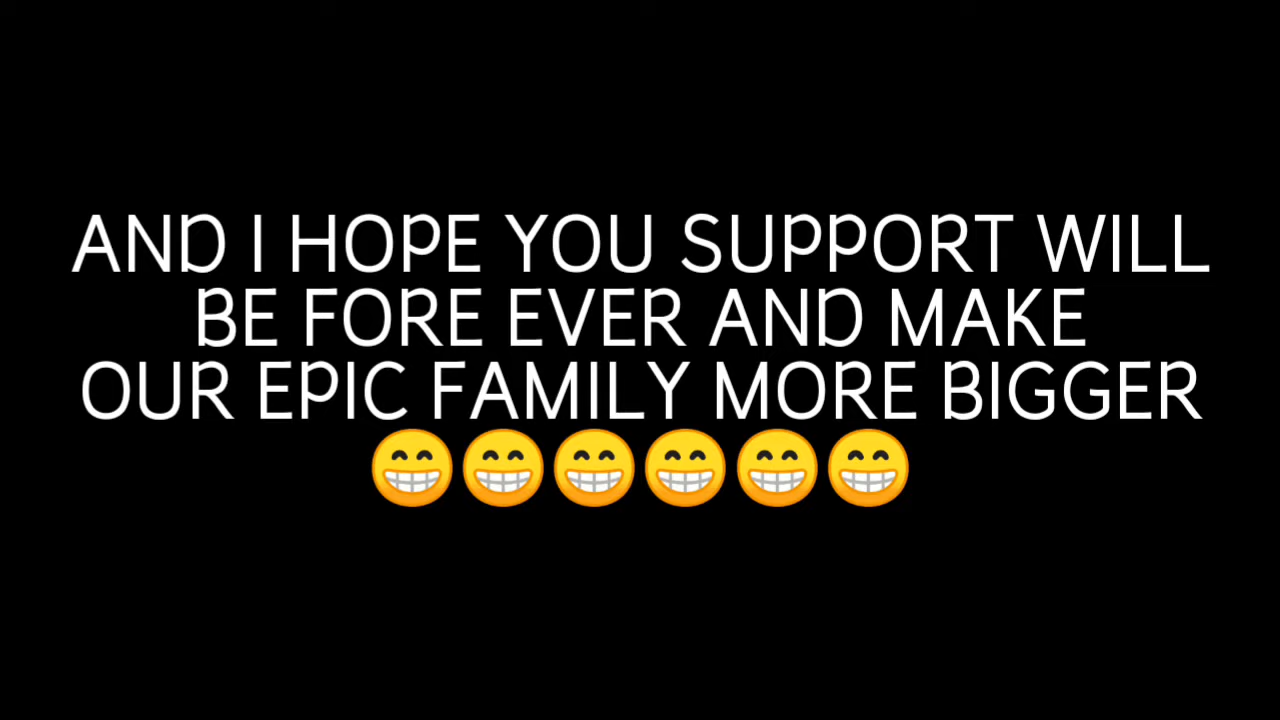 AND I HOPE YOU SUPPORT WILL
BE FORE EVER AND MAKE
OUR EPIC FAMILY MORE BIGGER
😁😁😁😁😁😁